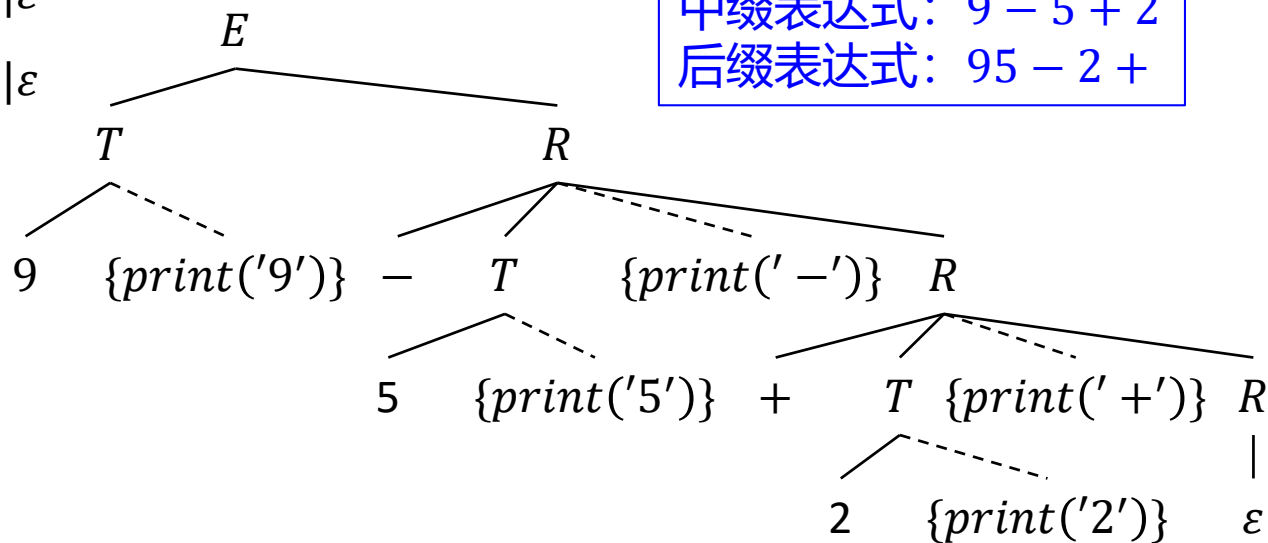 |ε
E
中缀表达式：9 − 5 + 2
|ε
后缀表达式：95 − 2 +
T R
9 {print('9')} − T {print(' −')} R
5 {print('5')} + T {print(' +')} R
2 {print('2')} ε